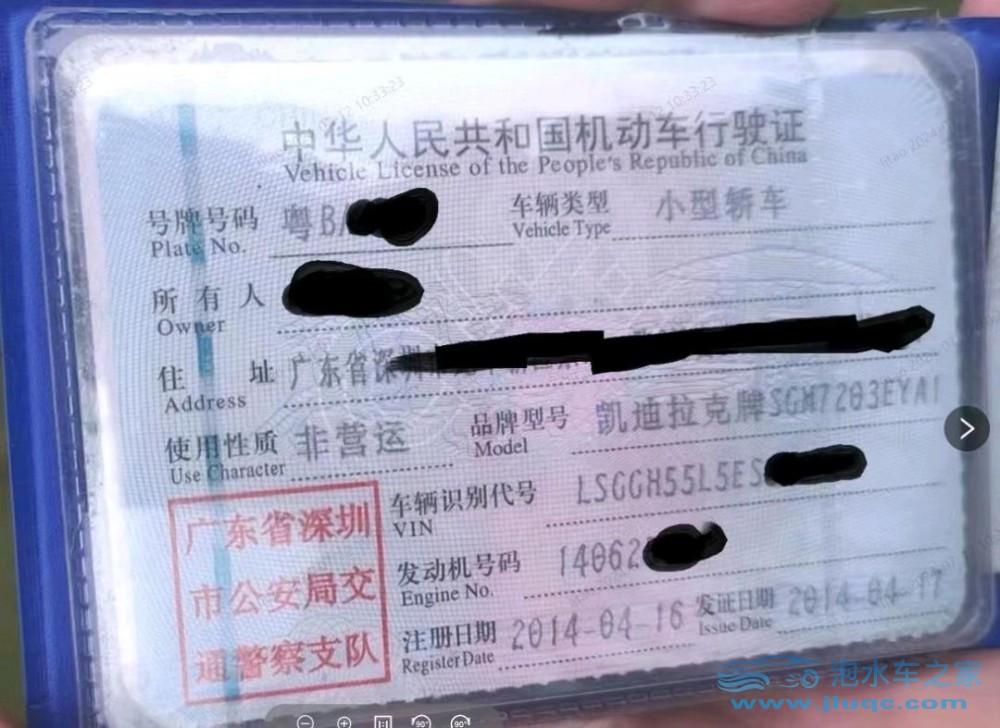 中华人民共和国机动车行驶证
Vehicle License of the People's Republic of China
号牌号码 粤B 车辆类型 小型轿车
Plate No. Vehicle Type
所有人
Owner
住址 广东省深圳
Address
使用性质 非营运 品牌型号 凯迪拉克牌SGM7203EYA1
Use Character Model
车辆识别代号 LSGGH55L5ES
VIN
发动机号码 14062
Engine No.
注册日期 2014-04-16 发证日期 2014-04-17
Register Date Issue Date
广东省深圳
市公安局交
通警察支队
泡水车之家
www.jluqc.com
1:1
90°
90°